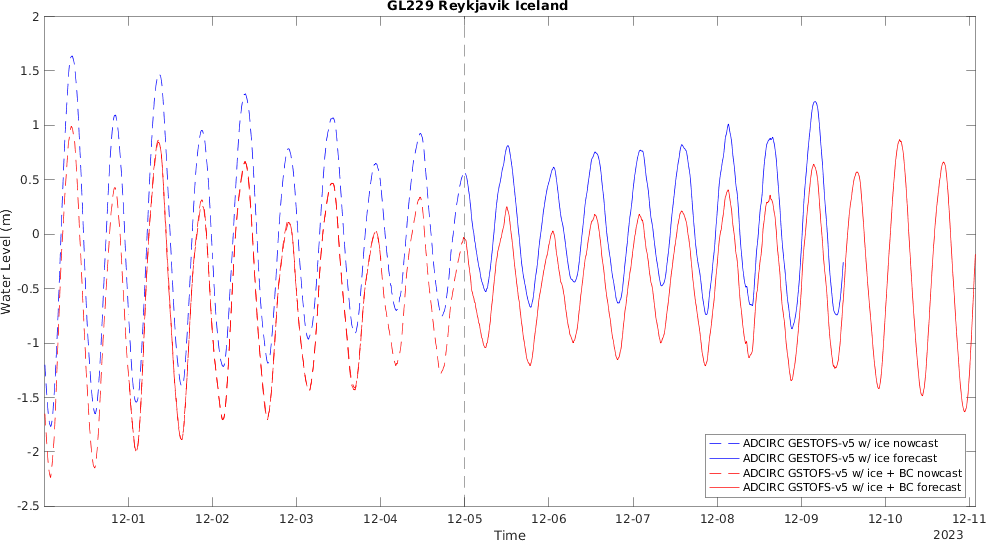 GL229 Reykjavik Iceland
2
1.5
1
0.5
0
-0.5
-1
-1.5
-2
-2.5
Water Level (m)
12-01 12-02 12-03 12-04 12-05 12-06 12-07 12-08 12-09 12-10 12-11
Time
2023
ADCIRC GESTOFS-v5 w/ ice nowcast
ADCIRC GESTOFS-v5 w/ ice forecast
ADCIRC GSTOFS-v5 w/ ice + BC nowcast
ADCIRC GSTOFS-v5 w/ ice + BC forecast